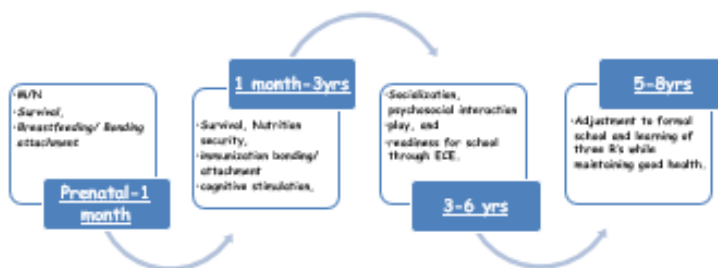 •M/N
•Survival,
•Breastfeeding/ Bonding
attachment
Prenatal-1
month
1 month-3yrs
•Survival, Nutrition
security,
•immunization bonding/
attachment
•cognitive stimulation,
•Socialization,
psychosocial interaction
•play, and
•readiness for school
through ECE,
3-6 yrs
5-8yrs
•Adjustment to formal
school and learning of
three R's while
maintaining good health.